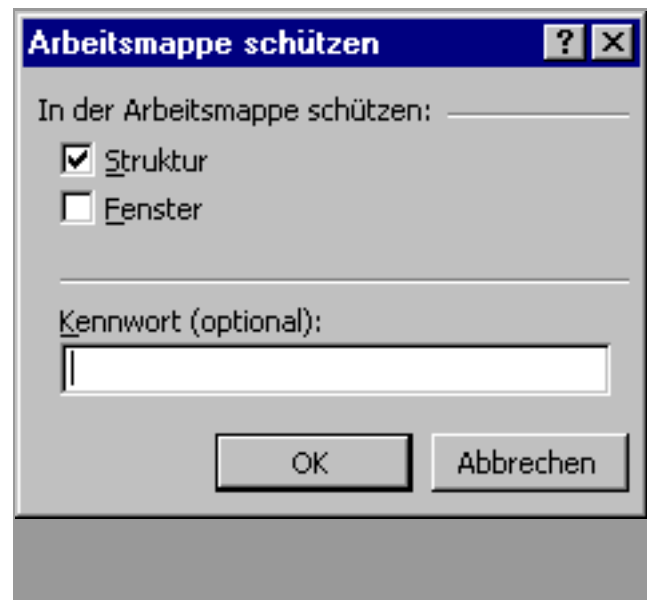 Arbeitsmappe schützen
In der Arbeitsmappe schützen:
Struktur
Fenster
Kennwort (optional):
OK Abbrechen